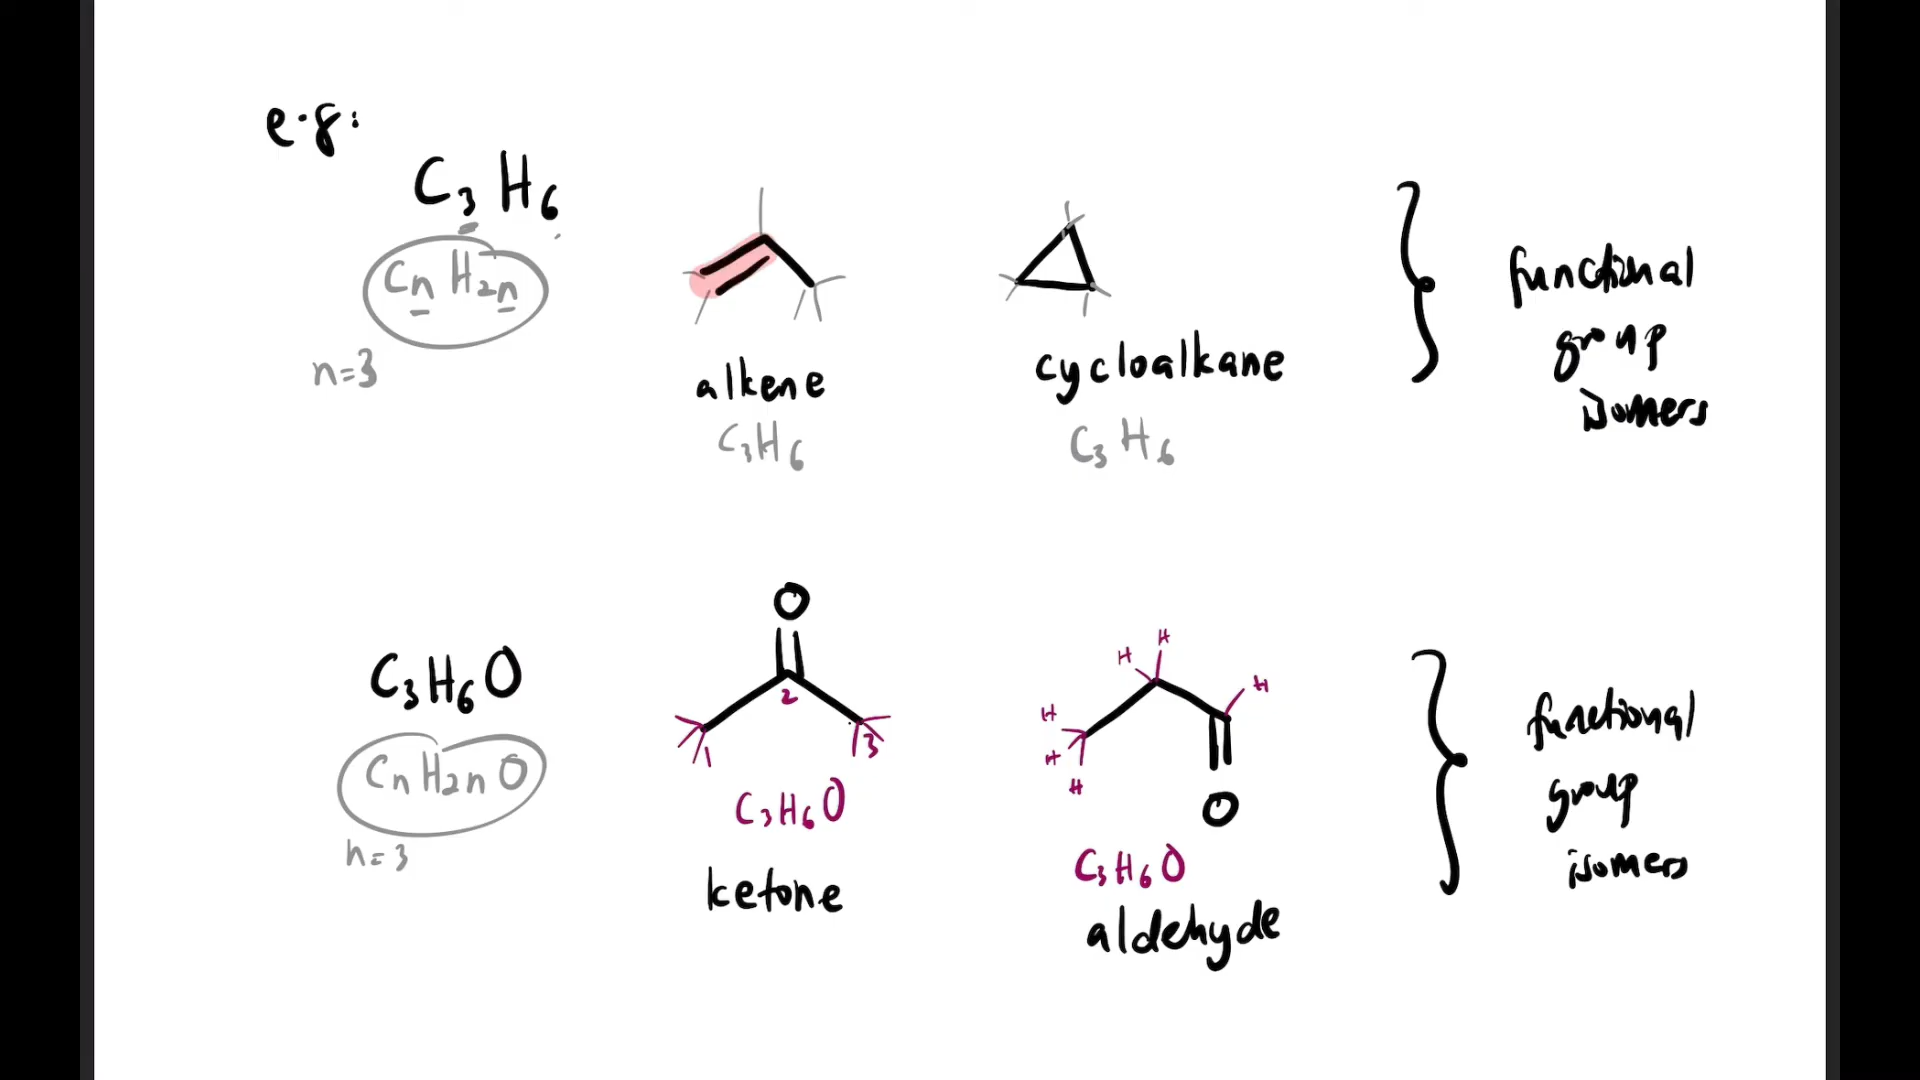 e.g:
C3H6
CnH2n
n=3
alkene
C3H6
cycloalkane
C3H6
functional
group
isomers
C3H6O
CnH2nO
n=3
O
2
1
3
C3H6O
ketone
H
H
H
H
H
H
O
C3H6O
aldehyde
functional
group
isomers